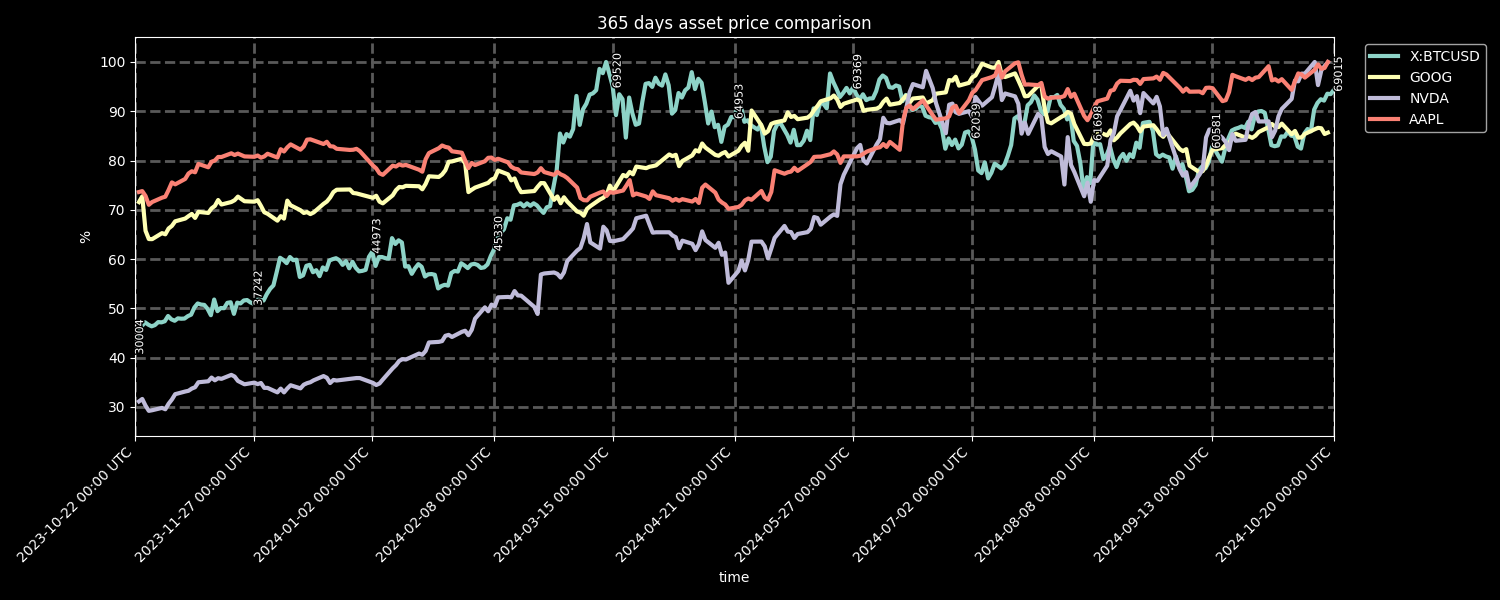 365 days asset price comparison
100
90
80
70
60
50
40
30
%
30004
37242
44973
45330
69520
64953
69369
62039
61698
60581
69015
X:BTCUSD
GOOG
NVDA
AAPL
2023-10-22 00:00 UTC
2023-11-27 00:00 UTC
2024-01-02 00:00 UTC
2024-02-08 00:00 UTC
2024-03-15 00:00 UTC
2024-04-21 00:00 UTC
2024-05-27 00:00 UTC
2024-07-02 00:00 UTC
2024-08-08 00:00 UTC
2024-09-13 00:00 UTC
2024-10-20 00:00 UTC
time